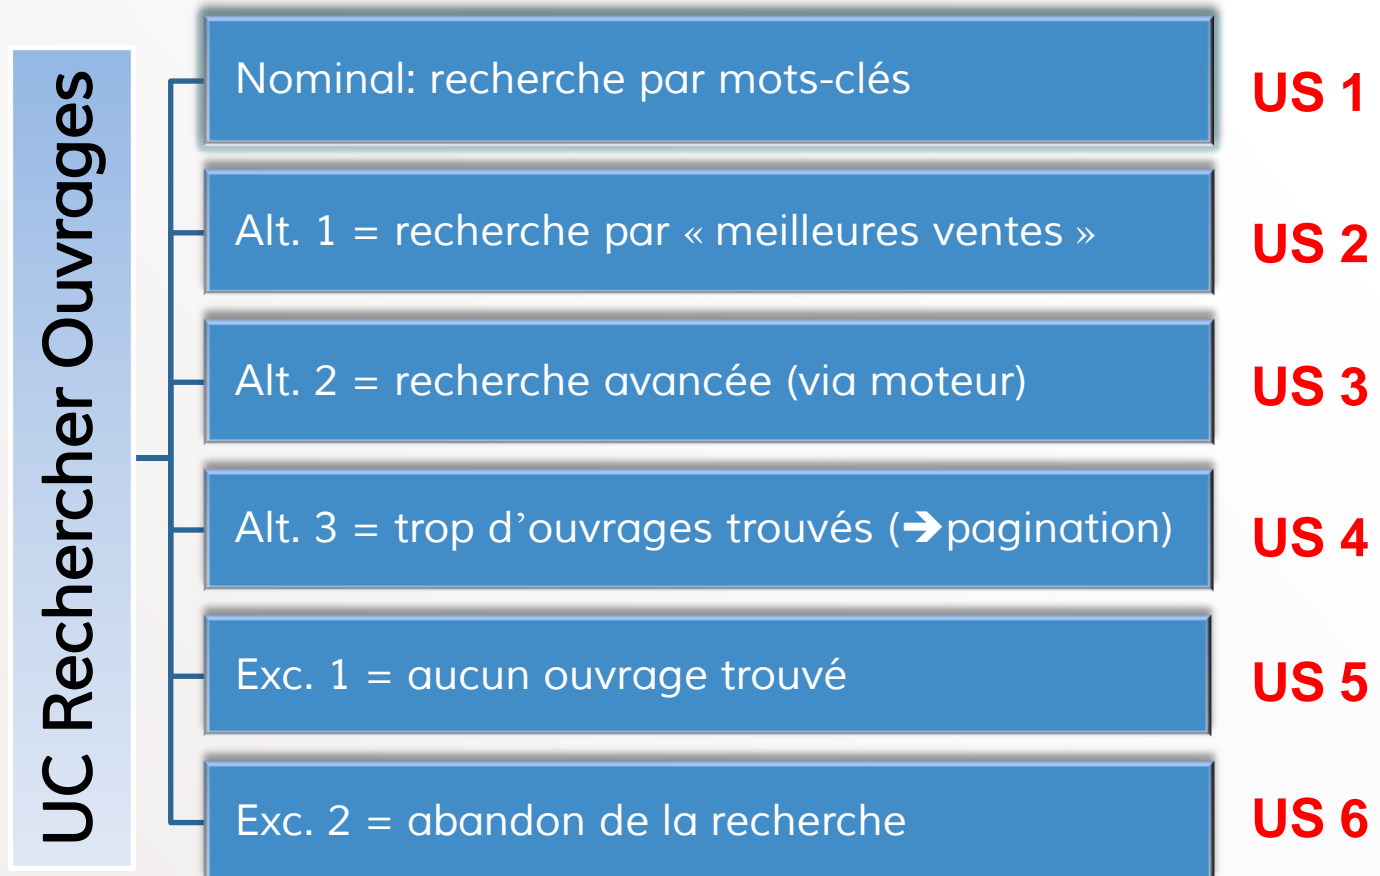 UC Rechercher Ouvrages
Nominal: recherche par mots-clés
US 1
Alt. 1 = recherche par « meilleures ventes »
US 2
Alt. 2 = recherche avancée (via moteur)
US 3
Alt. 3 = trop d’ouvrages trouvés (➔pagination)
US 4
Exc. 1 = aucun ouvrage trouvé
US 5
Exc. 2 = abandon de la recherche
US 6